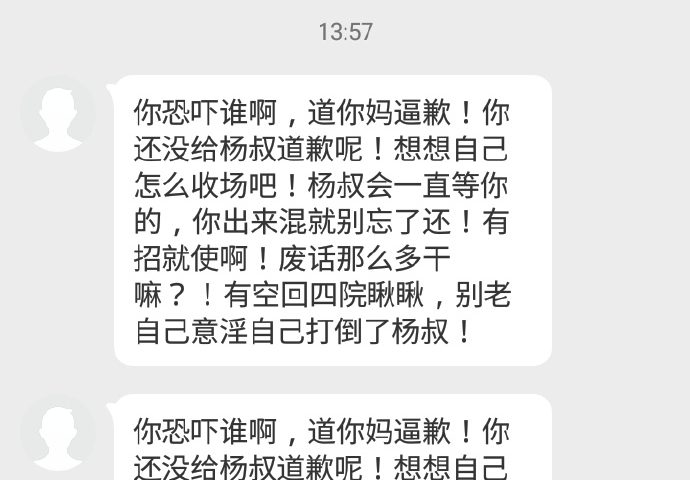 13:57
你恐吓谁啊，道你妈逼歉！你
还没给杨叔道歉呢！想想自己
怎么收场吧！杨叔会一直等你
的，你出来混就别忘了还！有
招就使啊！废话那么多干
嘛？！有空回四院瞅瞅，别老
自己意淫自己打倒了杨叔！
你恐吓谁啊，道你妈逼歉！你
还没给杨叔道歉呢！想想自己